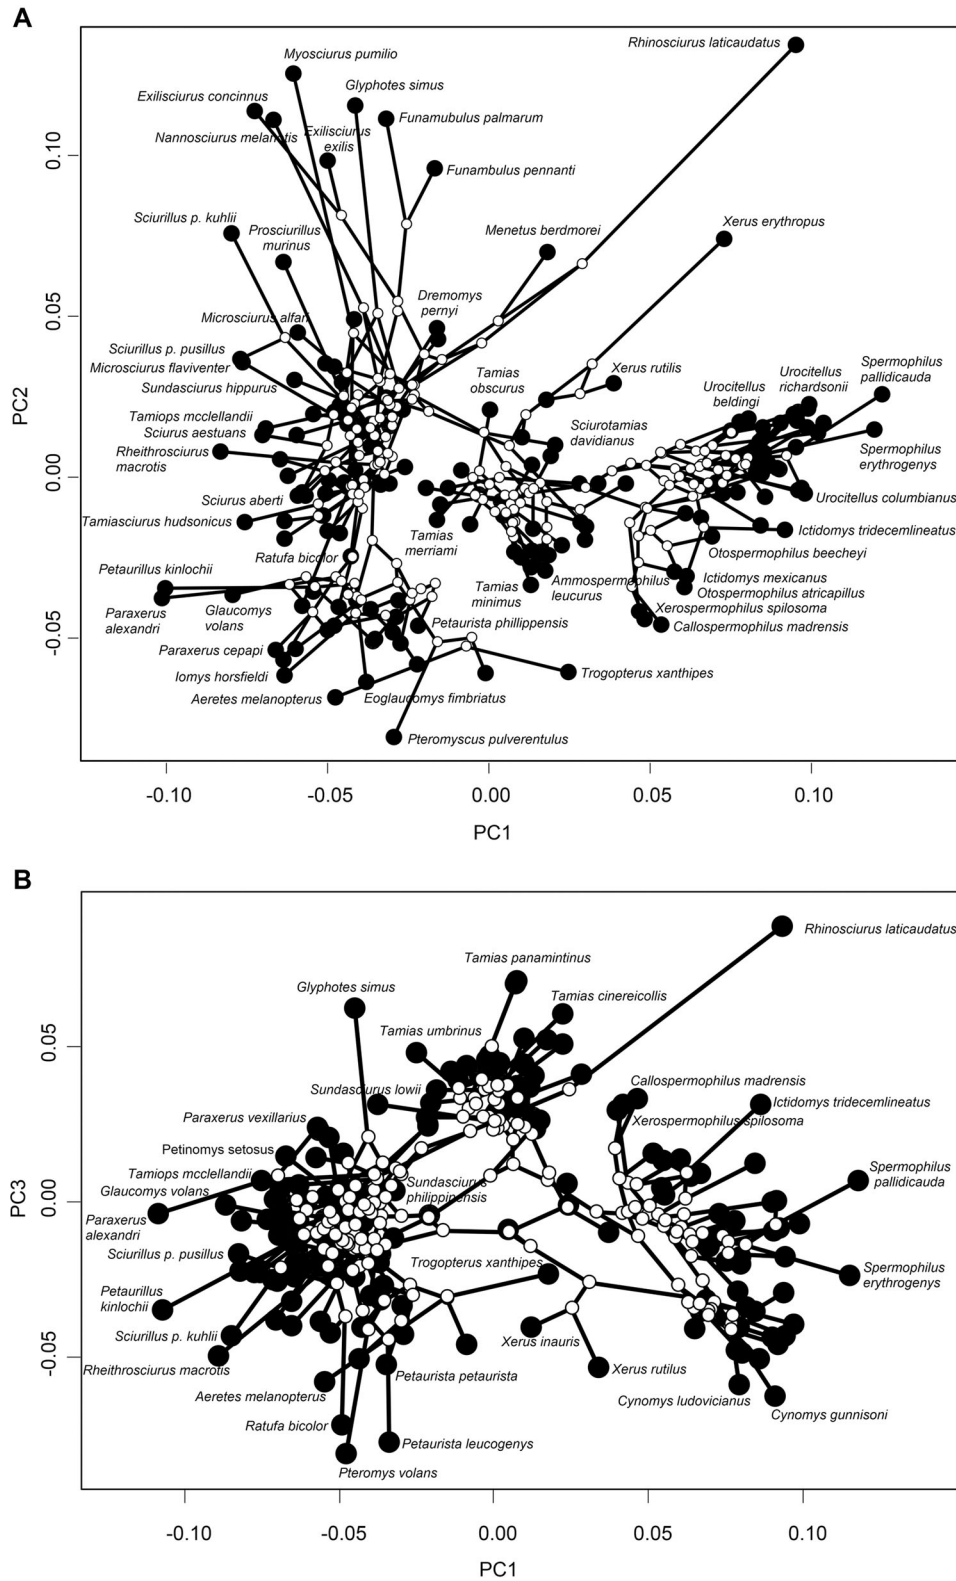 A
Rhinosciurus laticaudatus
Myosciurus pumilio
Glyphotes simus
Exilisciurus concinnus
Funamubulus palmarum
Nannosciurus melanotis
Exilisciurus
exilis
Funambulus pennanti
Sciurillus p. kuhlii
Xerus erythropus
Prosciurillus
murinus
Menetus berdmorei
Dremomys
pernyi
Microsciurus alfari
Sciurillus p. pusillus
Microsciurus flaviventer
Sundasciurus hippurus
Tamias
obscurus
Xerus rutilis
Urocitellus
beldingi
Urocitellus
richardsonii
Spermophilus
pallidicauda
Tamiops mcclellandii
Sciurus aestuans
Rheithrosciurus
macrotis
Sciurotamias
davidianus
Spermophilus
erythrogenys
Sciurus aberti
Urocitellus columbianus
Tamiasciurus hudsonicus
Tamias
merriami
Ictidomys tridecemlineatus
Ratufa bicolor
Otospermophilus beecheyi
Petaurillus kinlochii
Tamias
minimus
Ammospermophilus
leucurus
Ictidomys mexicanus
Otospermophilus atricapillus
Paraxerus
alexandri
Glaucomys
volans
Xerospermophilus spilosoma
Petaurista phillippensis
Callospermophilus madrensis
Paraxerus cepapi
Iomys horsfieldi
Trogopterus xanthipes
Aeretes melanopterus
Eoglaucomys fimbriatus
Pteromyscus pulverentulus
PC2
0.10
0.05
0.00
-0.05
-0.10
-0.05
0.00
0.05
0.10
PC1
B
Rhinosciurus laticaudatus
Tamias panamintinus
Glyphotes simus
Tamias cinereicollis
Tamias umbrinus
Sundasciurus lowii
Callospermophilus madrensis
Ictidomys tridecemlineatus
Paraxerus vexillarius
Xerospermophilus spilosoma
Petinomys setosus
Tamiops mcclellandii
Glaucomys volans
Sundasciurus
philippinensis
Spermophilus
pallidicauda
Paraxerus
alexandri
Sciurillus p. pusillus
Trogopterus xanthipes
Spermophilus
erythrogenys
Petaurillus
kinlochii
Sciurillus p. kuhlii
Xerus inauris
Rheithrosciurus macrotis
Xerus rutilus
Petaurista petaurista
Aeretes melanopterus
Cynomys ludovicianus
Cynomys gunnisoni
Ratufa bicolor
Petaurista leucogenys
Pteromys volans
PC3
0.05
0.00
-0.05
-0.10
-0.05
0.00
0.05
0.10
PC1